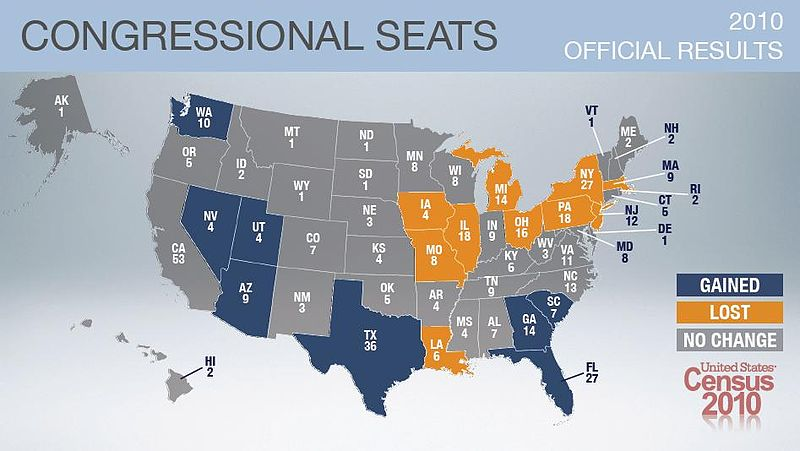 CONGRESSIONAL SEATS
2010
OFFICIAL RESULTS
AK
1
WA
10
OR
5
ID
2
MT
1
ND
1
MN
8
WI
8
MI
14
VT
1
ME
2
NH
2
MA
9
RI
2
CT
5
NY
27
NJ
12
DE
1
MD
8
PA
18
SD
1
WY
1
NE
3
IA
4
IL
18
IN
9
OH
16
WV
3
VA
11
KY
6
NC
13
TN
9
SC
7
GA
14
AL
7
MS
4
FL
27
LA
6
AR
4
MO
8
KS
4
OK
5
TX
36
NM
3
CO
7
UT
4
AZ
9
NV
4
CA
53
HI
2
GAINED
LOST
NO CHANGE
United States®
Census
2010